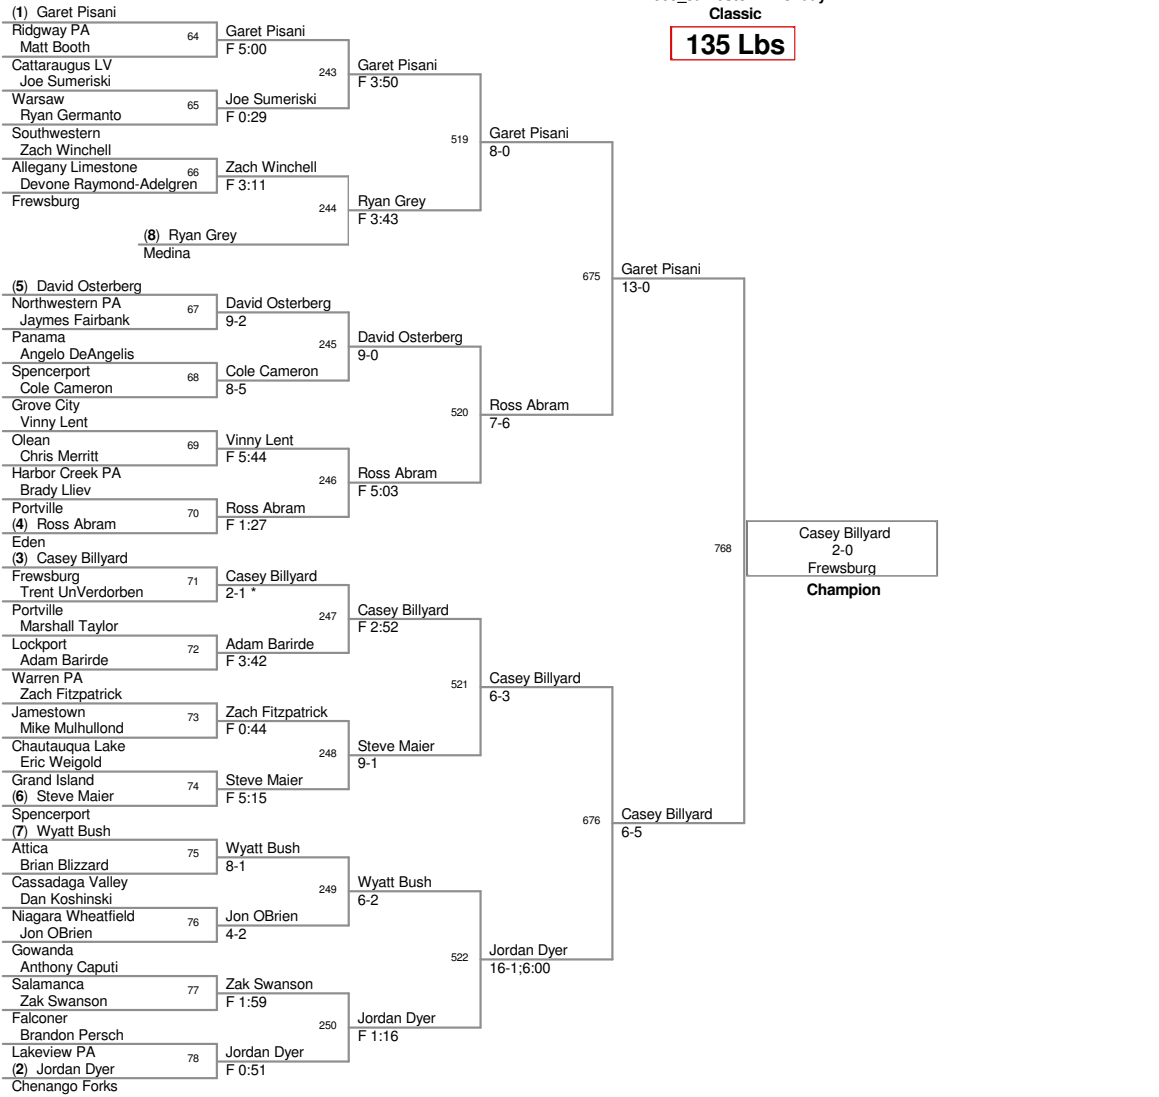 Classic
135 Lbs
(1) Garet Pisani
Ridgway PA
64
Matt Booth
Garet Pisani
F 5:00
Cattaraugus LV
Joe Sumeriski
243
Garet Pisani
F 3:50
Warsaw
65
Ryan Germanto
Joe Sumeriski
F 0:29
Southwestern
Zach Winchell
519
Garet Pisani
8-0
Allegany Limestone
66
Devone Raymond-Adelgren
Zach Winchell
F 3:11
Frewsburg
244
Ryan Grey
F 3:43
(8) Ryan Grey
Medina
675
Garet Pisani
13-0
(5) David Osterberg
Northwestern PA
67
Jaymes Fairbank
David Osterberg
9-2
Panama
Angelo DeAngelis
245
David Osterberg
9-0
Spencerport
68
Cole Cameron
Cole Cameron
8-5
Grove City
Vinny Lent
520
Ross Abram
7-6
Olean
69
Chris Merritt
Vinny Lent
F 5:44
Harbor Creek PA
Brady Lliev
246
Ross Abram
F 5:03
Portville
70
(4) Ross Abram
Ross Abram
F 1:27
Eden
768
Casey Billyard
2-0
Frewsburg
Champion
(3) Casey Billyard
Frewsburg
71
Trent UnVerdorben
Casey Billyard
2-1 *
Portville
Marshall Taylor
247
Casey Billyard
F 2:52
Lockport
72
Adam Barirde
Adam Barirde
F 3:42
Warren PA
Zach Fitzpatrick
521
Casey Billyard
6-3
Jamestown
73
Mike Mulhullond
Zach Fitzpatrick
F 0:44
Chautauqua Lake
Eric Weigold
248
Steve Maier
9-1
Grand Island
74
(6) Steve Maier
Steve Maier
F 5:15
Spencerport
676
Casey Billyard
6-5
(7) Wyatt Bush
Attica
75
Brian Blizzard
Wyatt Bush
8-1
Cassadaga Valley
Dan Koshinski
249
Wyatt Bush
6-2
Niagara Wheatfield
76
Jon OBrien
Jon OBrien
4-2
Gowanda
Anthony Caputi
522
Jordan Dyer
16-1;6:00
Salamanca
77
Zak Swanson
Zak Swanson
F 1:59
Falconer
Brandon Persch
250
Jordan Dyer
F 1:16
Lakeview PA
78
(2) Jordan Dyer
Jordan Dyer
F 0:51
Chenango Forks